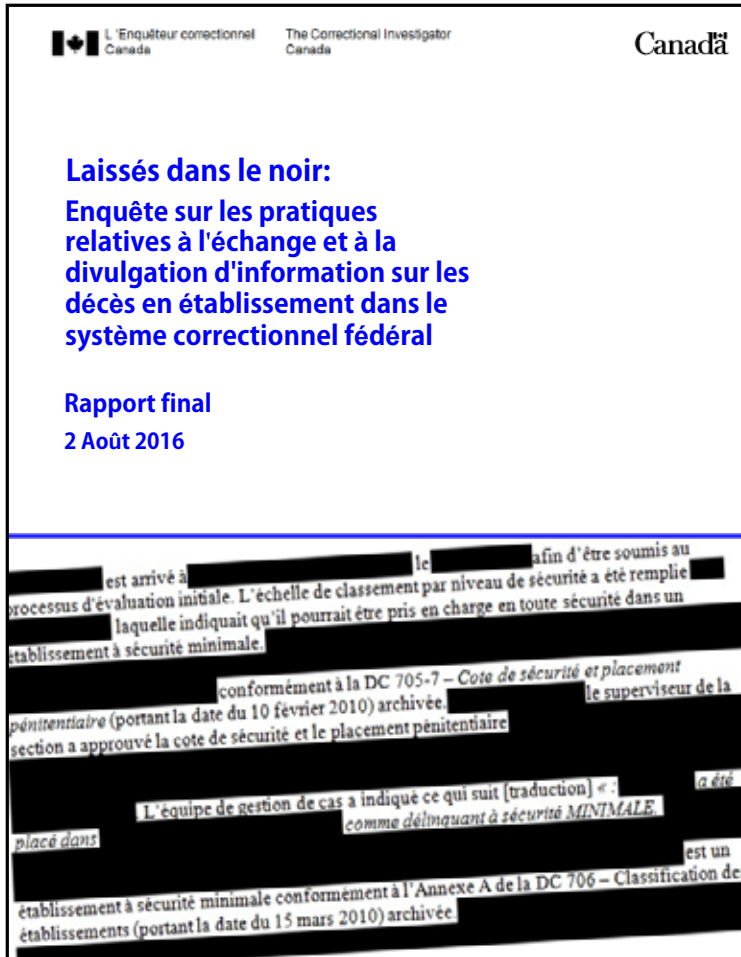 L 'Enquêteur correctionnel
Canada
The Correctional Investigator
Canada
Canada
Laissés dans le noir:
Enquête sur les pratiques
relatives à l'échange et à la
divulgation d'information sur les
décès en établissement dans le
système correctionnel fédéral
Rapport final
2 Août 2016
est arrivé à le afin d'être soumis au
processus d'évaluation initiale. L'échelle de classement par niveau de sécurité a été remplie
laquelle indiquait qu'il pourrait être pris en charge en toute sécurité dans un
établissement à sécurité minimale.
conformément à la DC 705-7 – Cote de sécurité et placement
pénitentiaire (portant la date du 10 février 2010) archivée. le superviseur de la
section a approuvé la cote de sécurité et le placement pénitentiaire
L'équipe de gestion de cas a indiqué ce qui suit [traduction] « : a été
placé dans comme délinquant à sécurité MINIMALE.
est un
établissement à sécurité minimale conformément à l'Annexe A de la DC 706 – Classification de
établissements (portant la date du 15 mars 2010) archivée.